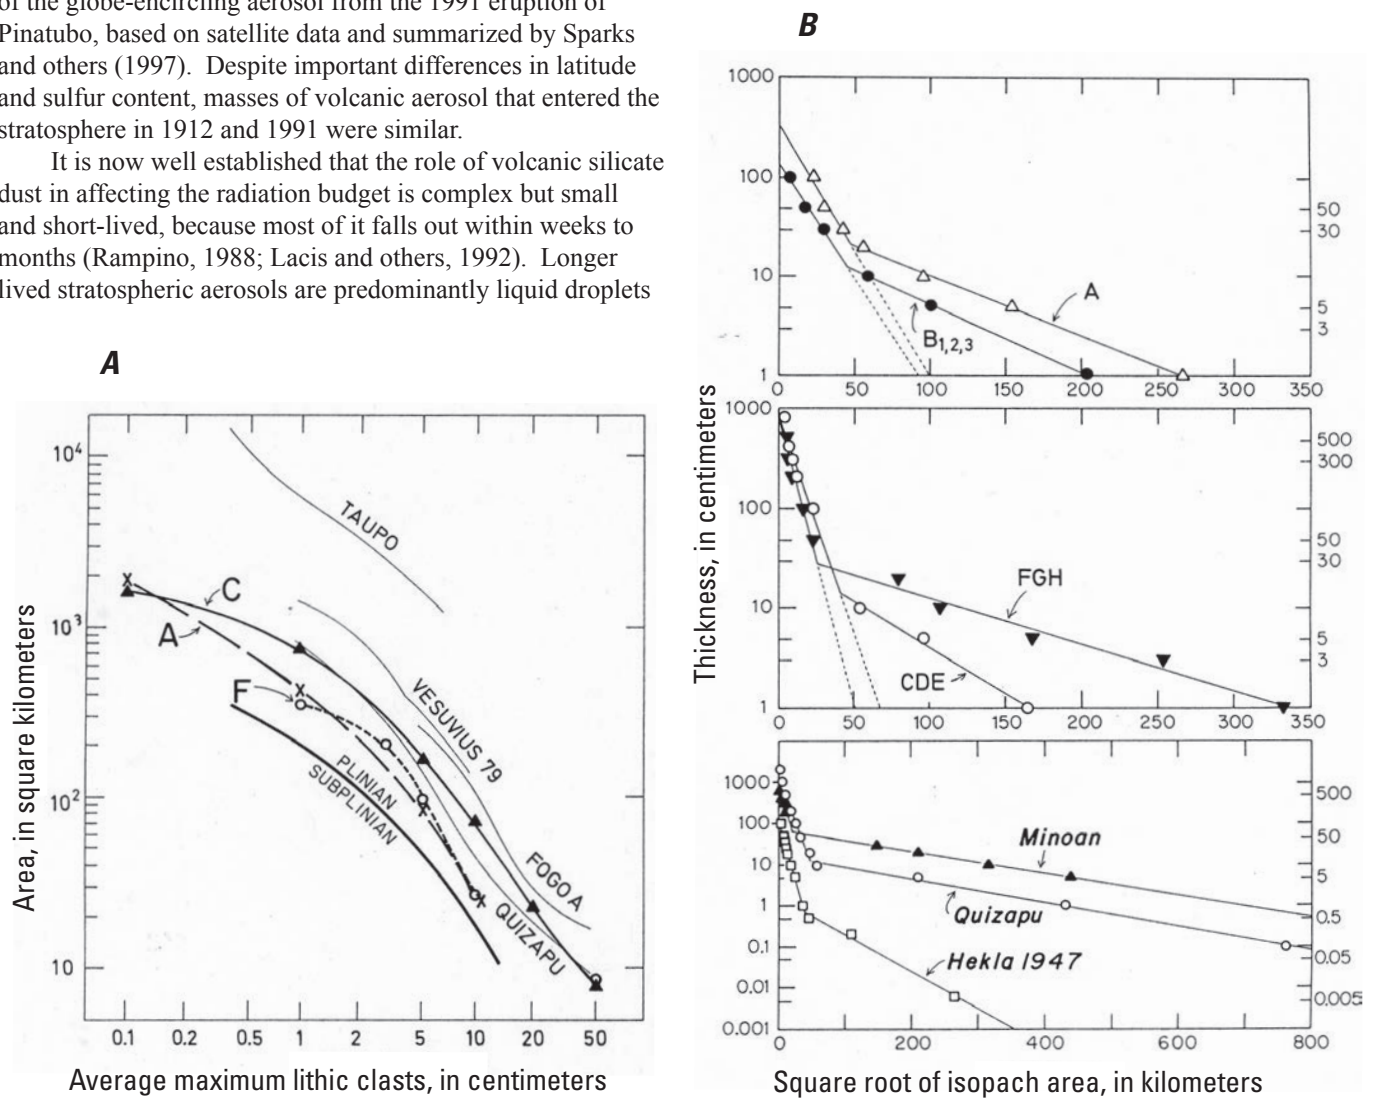 of the globe-encircling aerosol from the 1991 eruption of
Pinatubo, based on satellite data and summarized by Sparks
and others (1997).  Despite important differences in latitude
and sulfur content, masses of volcanic aerosol that entered the
stratosphere in 1912 and 1991 were similar.
It is now well established that the role of volcanic silicate
dust in affecting the radiation budget is complex but small
and short-lived, because most of it falls out within weeks to
months (Rampino, 1988; Lacis and others, 1992).  Longer
lived stratospheric aerosols are predominantly liquid droplets
A
Area, in square kilometers
10⁴
10³
10²
10
TAUPO
C
A
F
VESUVIUS 79
PLINIAN
SUBPLINIAN
FOGO A
QUIZAPU
0.1 0.2 0.5 1 2 5 10 20 50
Average maximum lithic clasts, in centimeters
B
Thickness, in centimeters
1000
100
10
1
50
30
5
3
A
B1,2,3
0 50 100 150 200 250 300 350
1000
100
10
1
500
300
50
30
5
3
FGH
CDE
0 50 100 150 200 250 300 350
1000
100
10
1
0.1
0.01
0.001
500
50
5
0.5
0.05
0.005
Minoan
Quizapu
Hekla 1947
0 200 400 600 800
Square root of isopach area, in kilometers